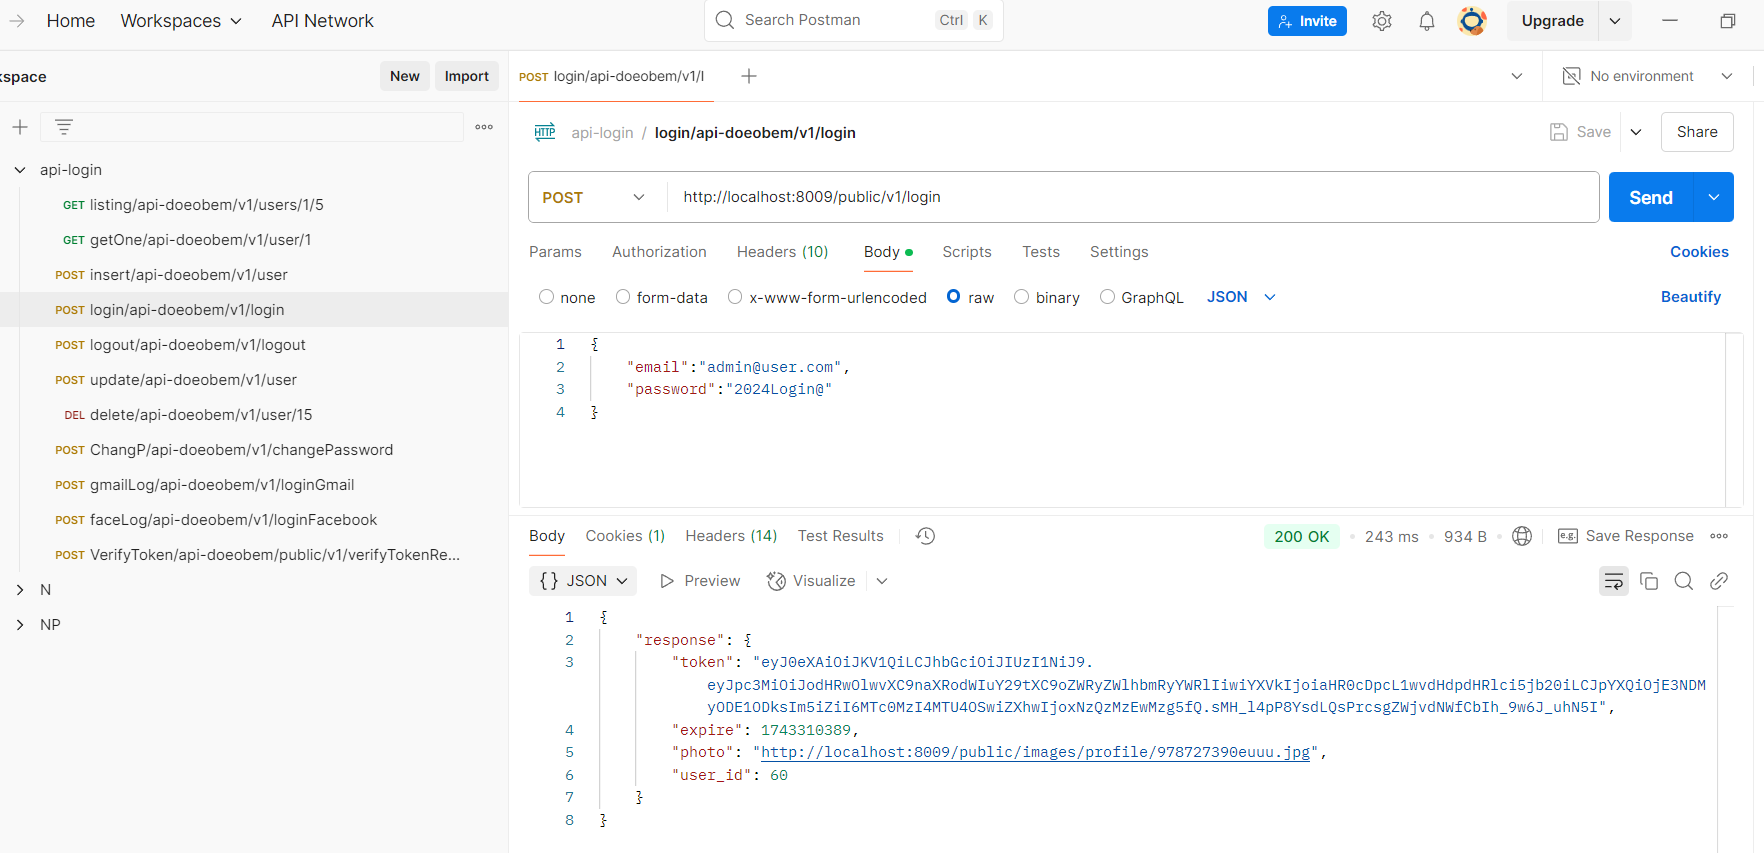 Home Workspaces API Network Search Postman Ctrl K Invite Upgrade
kspace New Import POST login/api-doeobem/v1/l No environment
api-login / login/api-doeobem/v1/login Save Share
HTTP
api-login
GET listing/api-doeobem/v1/users/1/5
GET getOne/api-doeobem/v1/user/1
POST insert/api-doeobem/v1/user
POST login/api-doeobem/v1/login
POST logout/api-doeobem/v1/logout
POST update/api-doeobem/v1/user
DEL delete/api-doeobem/v1/user/15
POST ChangP/api-doeobem/v1/changePassword
POST gmailLog/api-doeobem/v1/loginGmail
POST faceLog/api-doeobem/v1/loginFacebook
POST VerifyToken/api-doeobem/public/v1/verifyTokenRe...
N
NP
POST http://localhost:8009/public/v1/login Send
Params Authorization Headers (10) Body Scripts Tests Settings Cookies
none form-data x-www-form-urlencoded raw binary GraphQL JSON Beautify
1 {
2 "email":"admin@user.com",
3 "password":"2024Login@"
4 }
Body Cookies (1) Headers (14) Test Results 200 OK 243 ms 934 B e.g. Save Response
{} JSON Preview Visualize
1 {
2 "response": {
3 "token": "eyJ0eXAiOiJKV1QiLCJhbGciOiJIUzI1NiJ9.
eyJpc3MiOiJodHRwOlwvXC9naXRodWIuY29tXC9oZWRyZWlhbmRyYWRlIiwiYXVkIjoiaHR0cDpcL1wvdHdpdHRlci5jb20iLCJpYXQiOjE3NDM
yODE1ODksIm5iZiI6MTc0MzI4MTU4OSwiZXhwIjoxNzQzMzEwMzg5fQ.sMH_l4pP8YsdLQsPrcsgZWjvdNWfCbIh_9w6J_uhN5I",
4 "expire": 1743310389,
5 "photo": "http://localhost:8009/public/images/profile/978727390euuu.jpg",
6 "user_id": 60
7 }
8 }